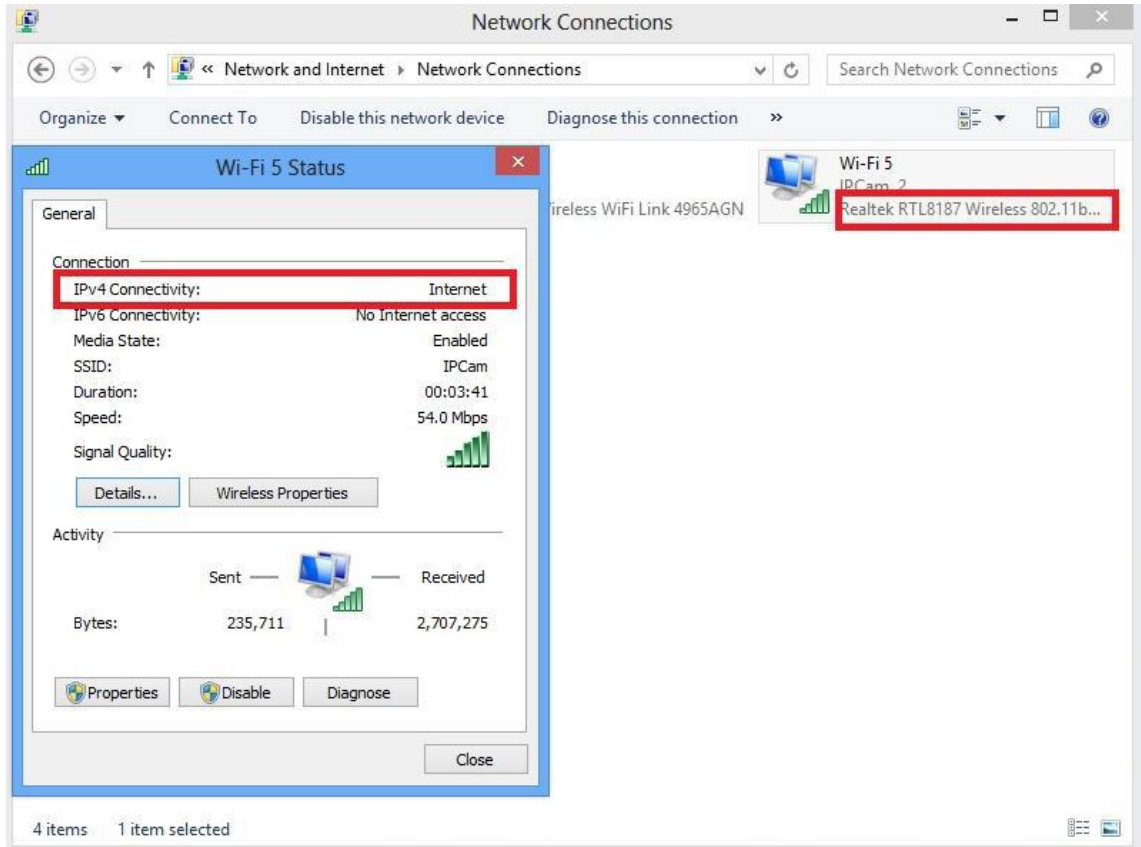 Network Connections
« Network and Internet Network Connections
Search Network Connections
Organize Connect To Disable this network device Diagnose this connection »
Wi-Fi 5 Status
General
Connection
IPv4 Connectivity: Internet
IPv6 Connectivity: No Internet access
Media State: Enabled
SSID: IPCam
Duration: 00:03:41
Speed: 54.0 Mbps
Signal Quality:
Details... Wireless Properties
Activity
Sent Received
Bytes: 235,711 2,707,275
Properties Disable Diagnose
Close
WiFi Link 4965AGN
Wi-Fi 5
IPCam 2
Realtek RTL8187 Wireless 802.11b...
4 items 1 item selected